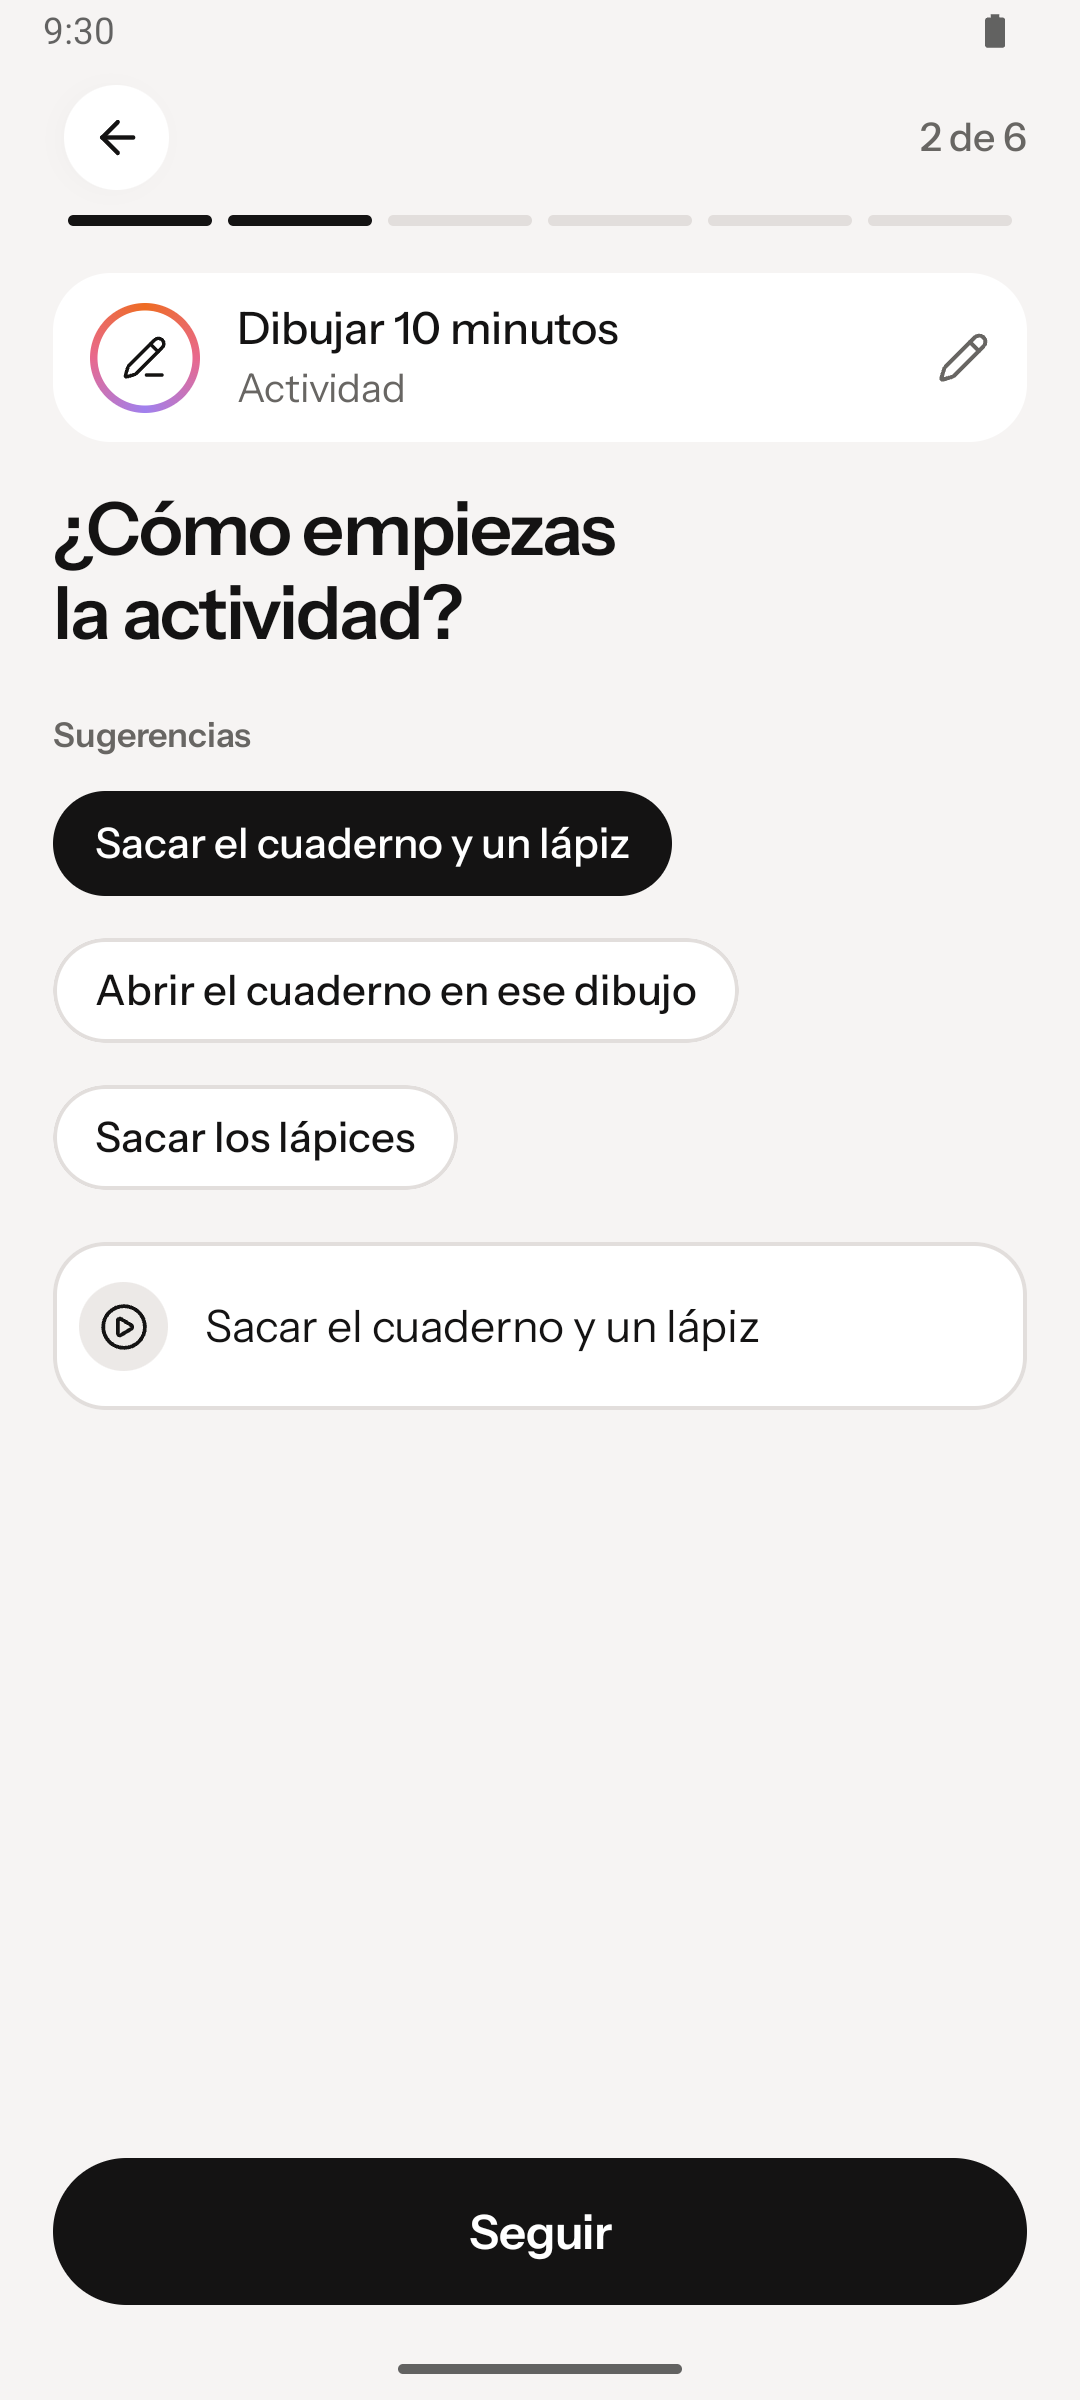 9:30
2 de 6
Dibujar 10 minutos
Actividad
¿Cómo empiezas
la actividad?
Sugerencias
Sacar el cuaderno y un lápiz
Abrir el cuaderno en ese dibujo
Sacar los lápices
Sacar el cuaderno y un lápiz
Seguir